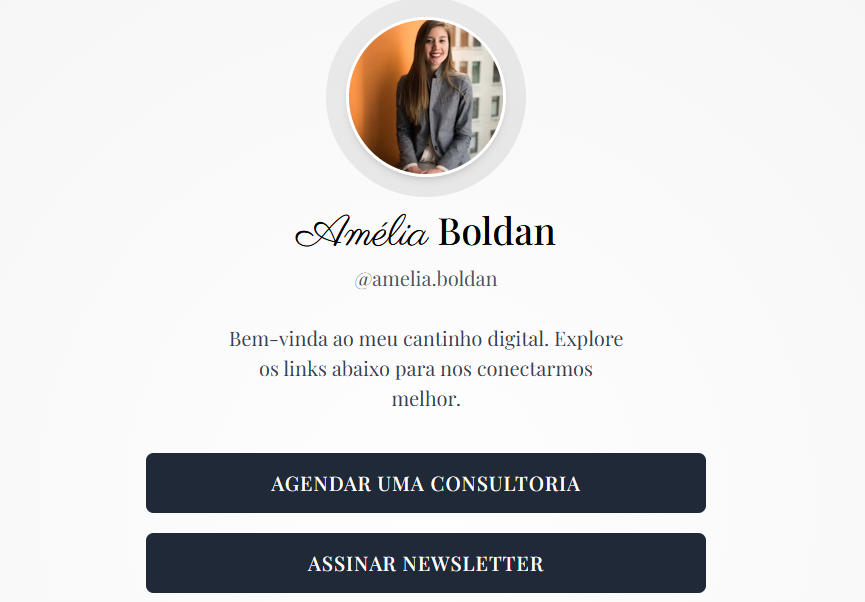 Amélia Boldan
@amelia.boldan
Bem-vinda ao meu cantinho digital. Explore
os links abaixo para nos conectarmos
melhor.
AGENDAR UMA CONSULTORIA
ASSINAR NEWSLETTER